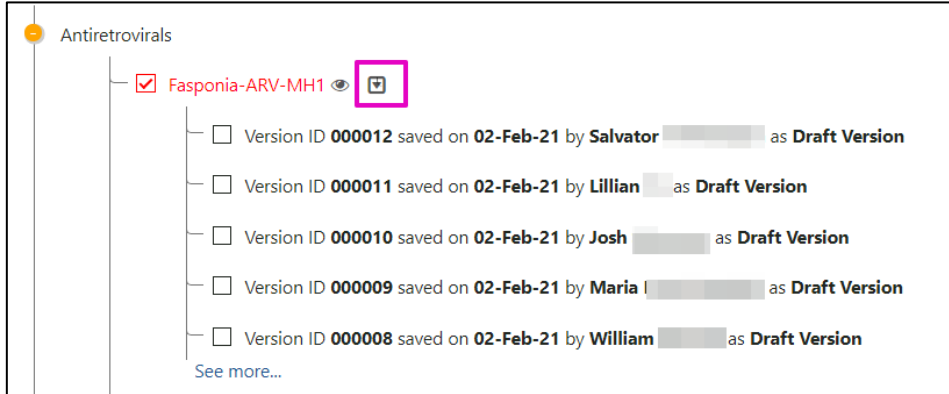 Antiretrovirals
Fasponia-ARV-MH1
Version ID 000012 saved on 02-Feb-21 by Salvator as Draft Version
Version ID 000011 saved on 02-Feb-21 by Lillian as Draft Version
Version ID 000010 saved on 02-Feb-21 by Josh as Draft Version
Version ID 000009 saved on 02-Feb-21 by Maria as Draft Version
Version ID 000008 saved on 02-Feb-21 by William as Draft Version
See more...